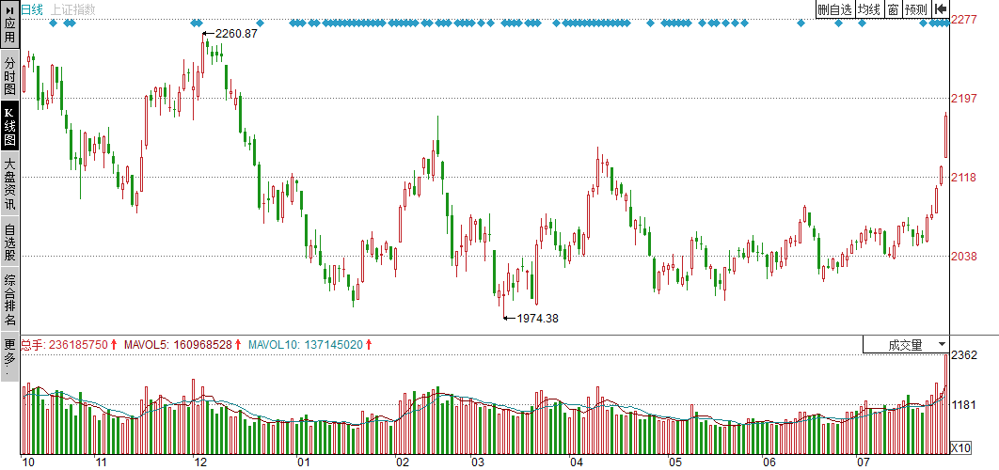 应用
分时图
K线图
大盘资讯
自选股
综合排名
更多
日线 上证指数
删自选 均线 窗 预测
2277
2260.87
2197
2118
2038
1974.38
总手: 236185750 MAVOL5: 160968528 MAVOL10: 137145020
成交量
2362
1181
X10
10 11 12 01 02 03 04 05 06 07